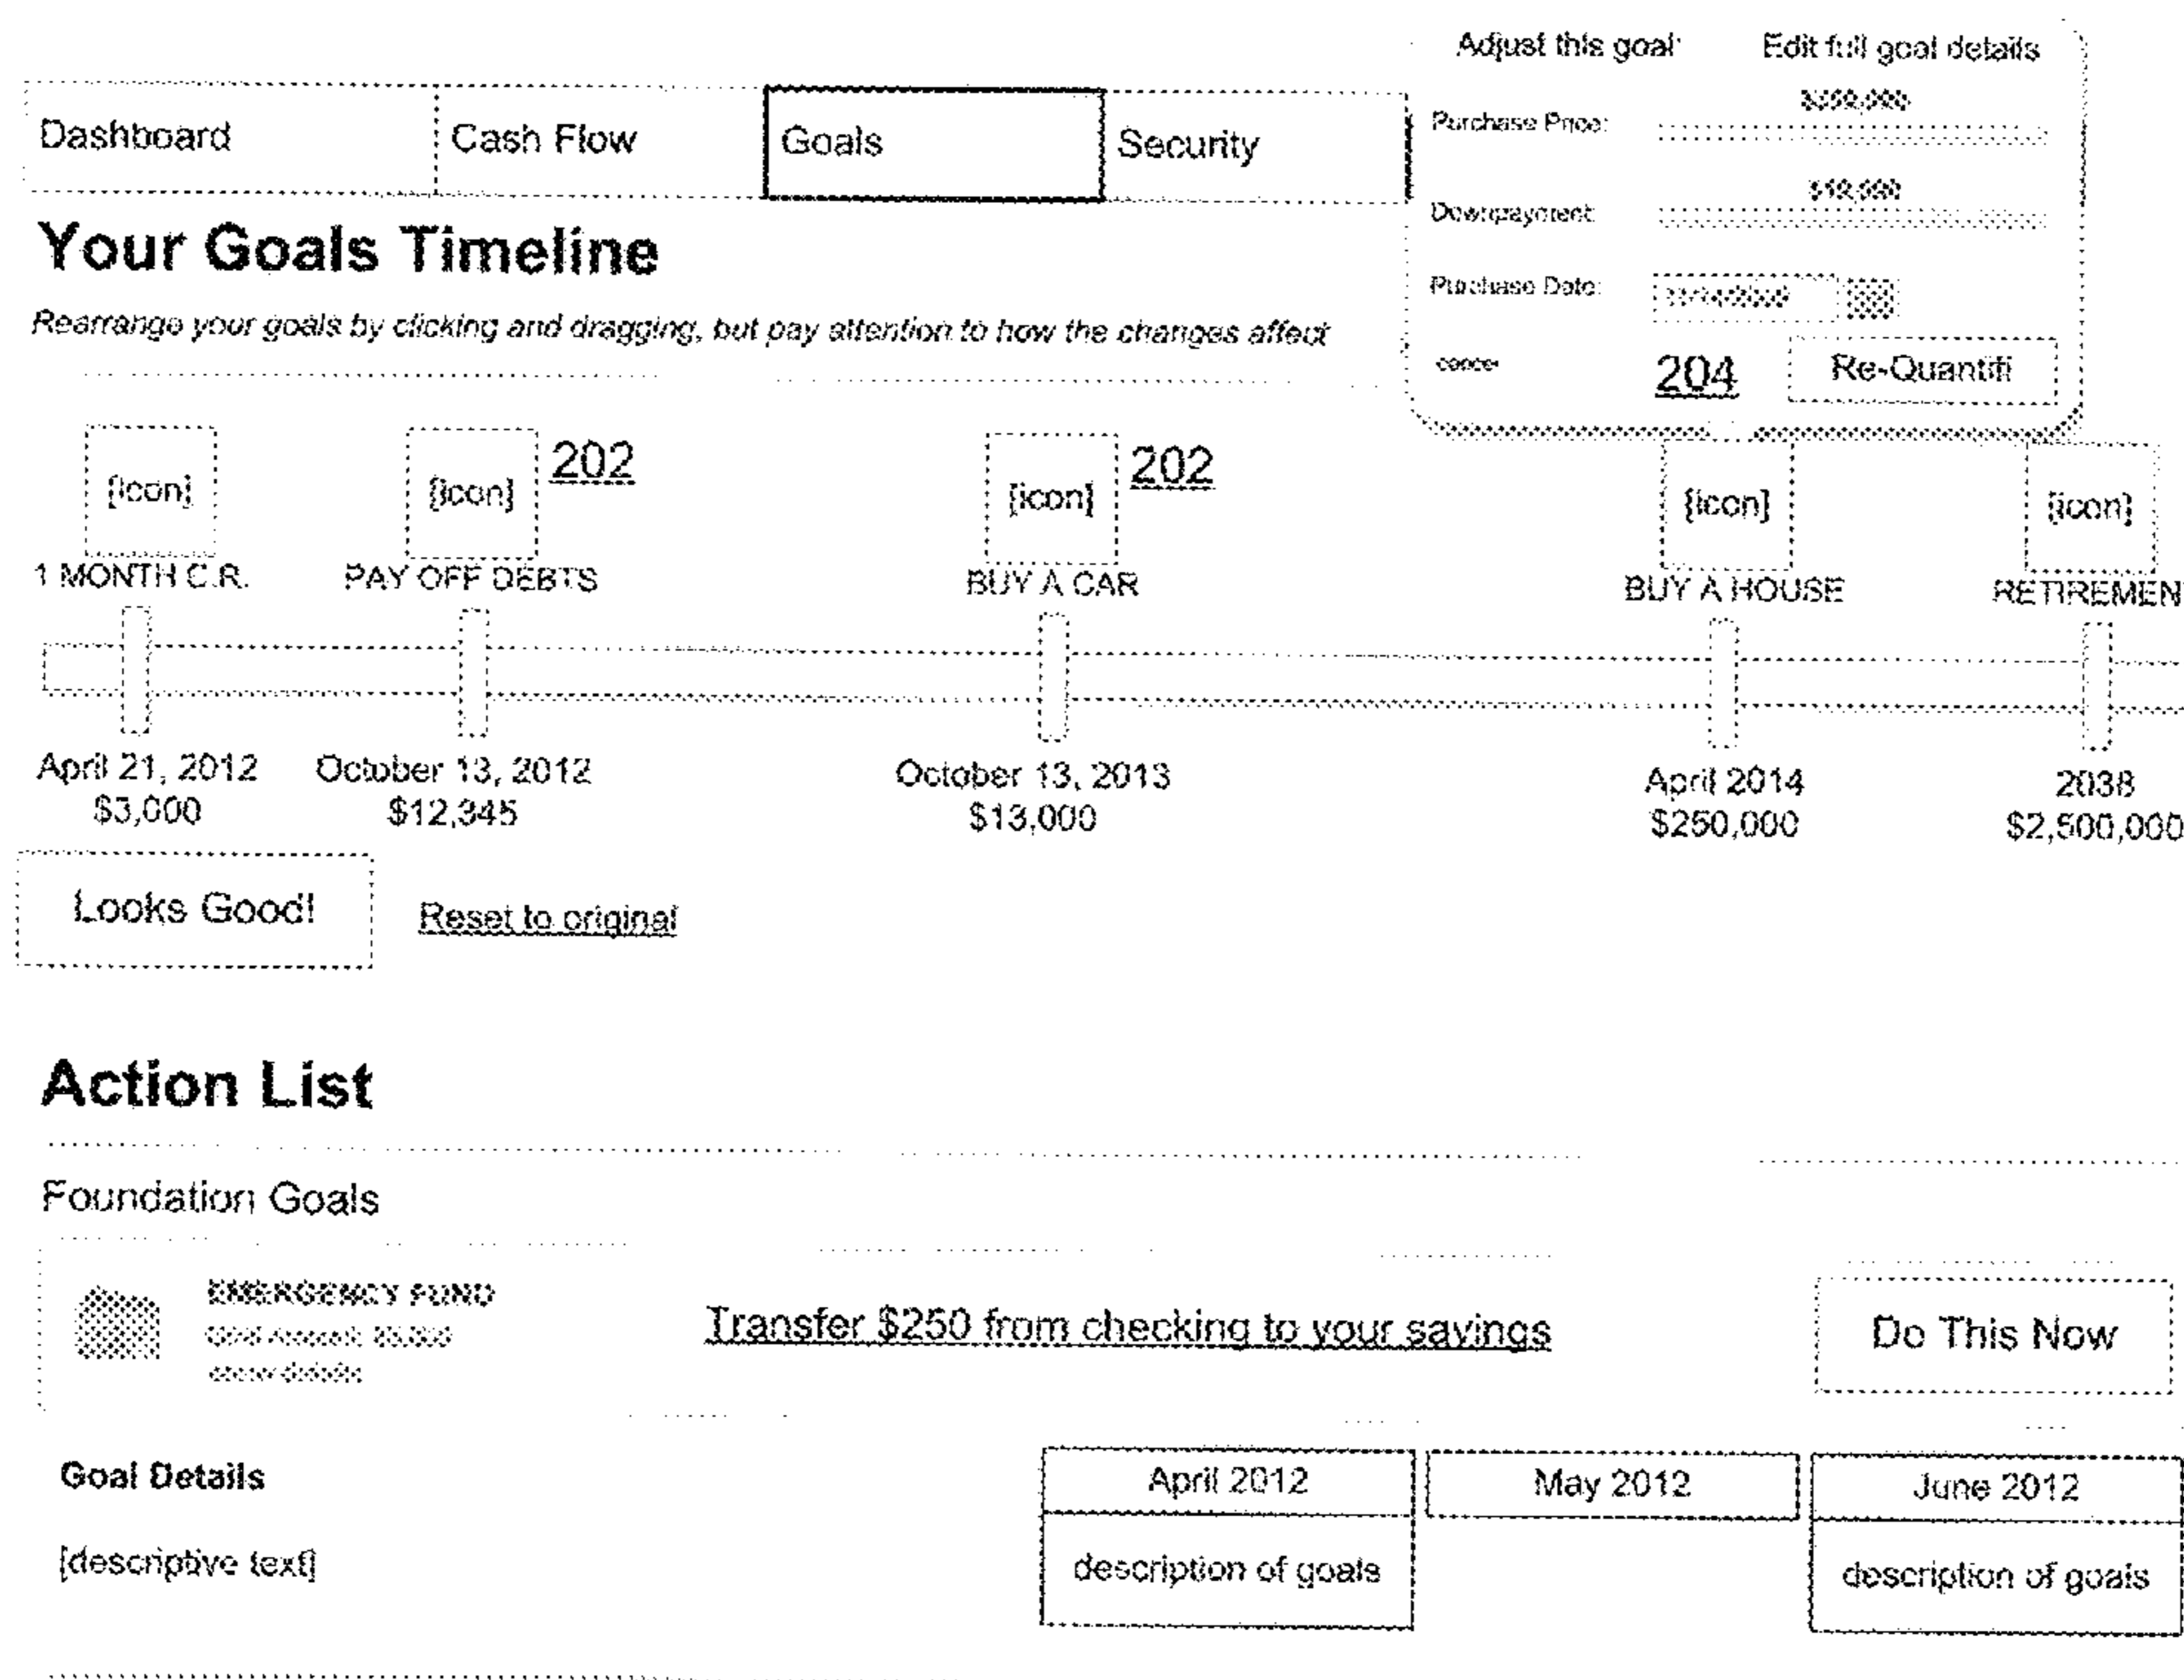 Adjust this goal: Edit full goal details
Dashboard Cash Flow Goals Security
Purchase Price:
Downpayment:
Purchase Date:
cancel 204 Re-Quantifi
Your Goals Timeline
Rearrange your goals by clicking and dragging, but pay attention to how the changes affect
[icon] [icon] 202 [icon] 202 [icon] [icon]
1 MONTH C.R. PAY OFF DEBTS BUY A CAR BUY A HOUSE RETIREMEN
April 21, 2012 October 13, 2012 October 13, 2013 April 2014 2038
$3,000 $12,345 $13,000 $250,000 $2,500,000
Looks Good! Reset to original
Action List
Foundation Goals
EMERGENCY FUND
Transfer $250 from checking to your savings Do This Now
Goal Details April 2012 May 2012 June 2012
[descriptive text] description of goals description of goals